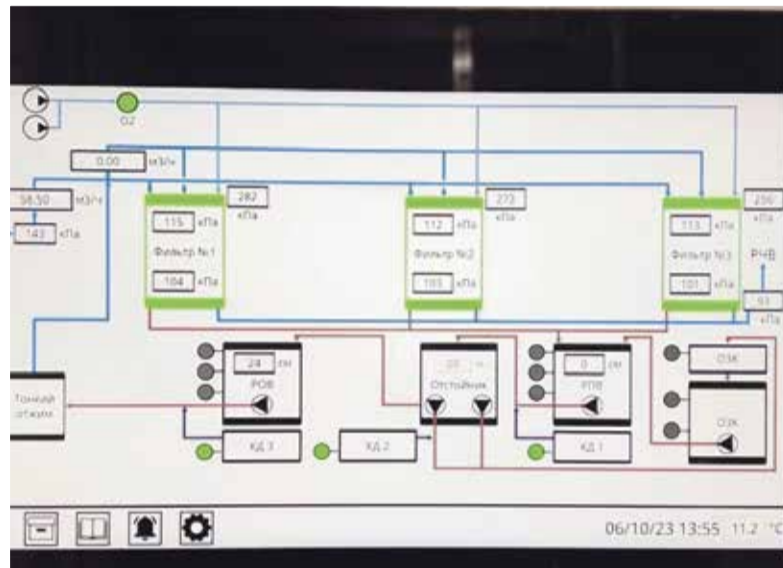 O2
0.00 м3/ч
58.50 м3/ч
143 кПа
282 кПа
115 кПа
Фильтр №1
104 кПа
273 кПа
112 кПа
Фильтр №2
103 кПа
256 кПа
113 кПа
Фильтр №3
101 кПа
РЧВ
93 кПа
Тонкий отжим
24 см
РОВ
КД 3
Отстойник
КД 2
0 см
РПВ
КД 1
ОЗК
ОЗК
06/10/23 13:55 11.2 °C